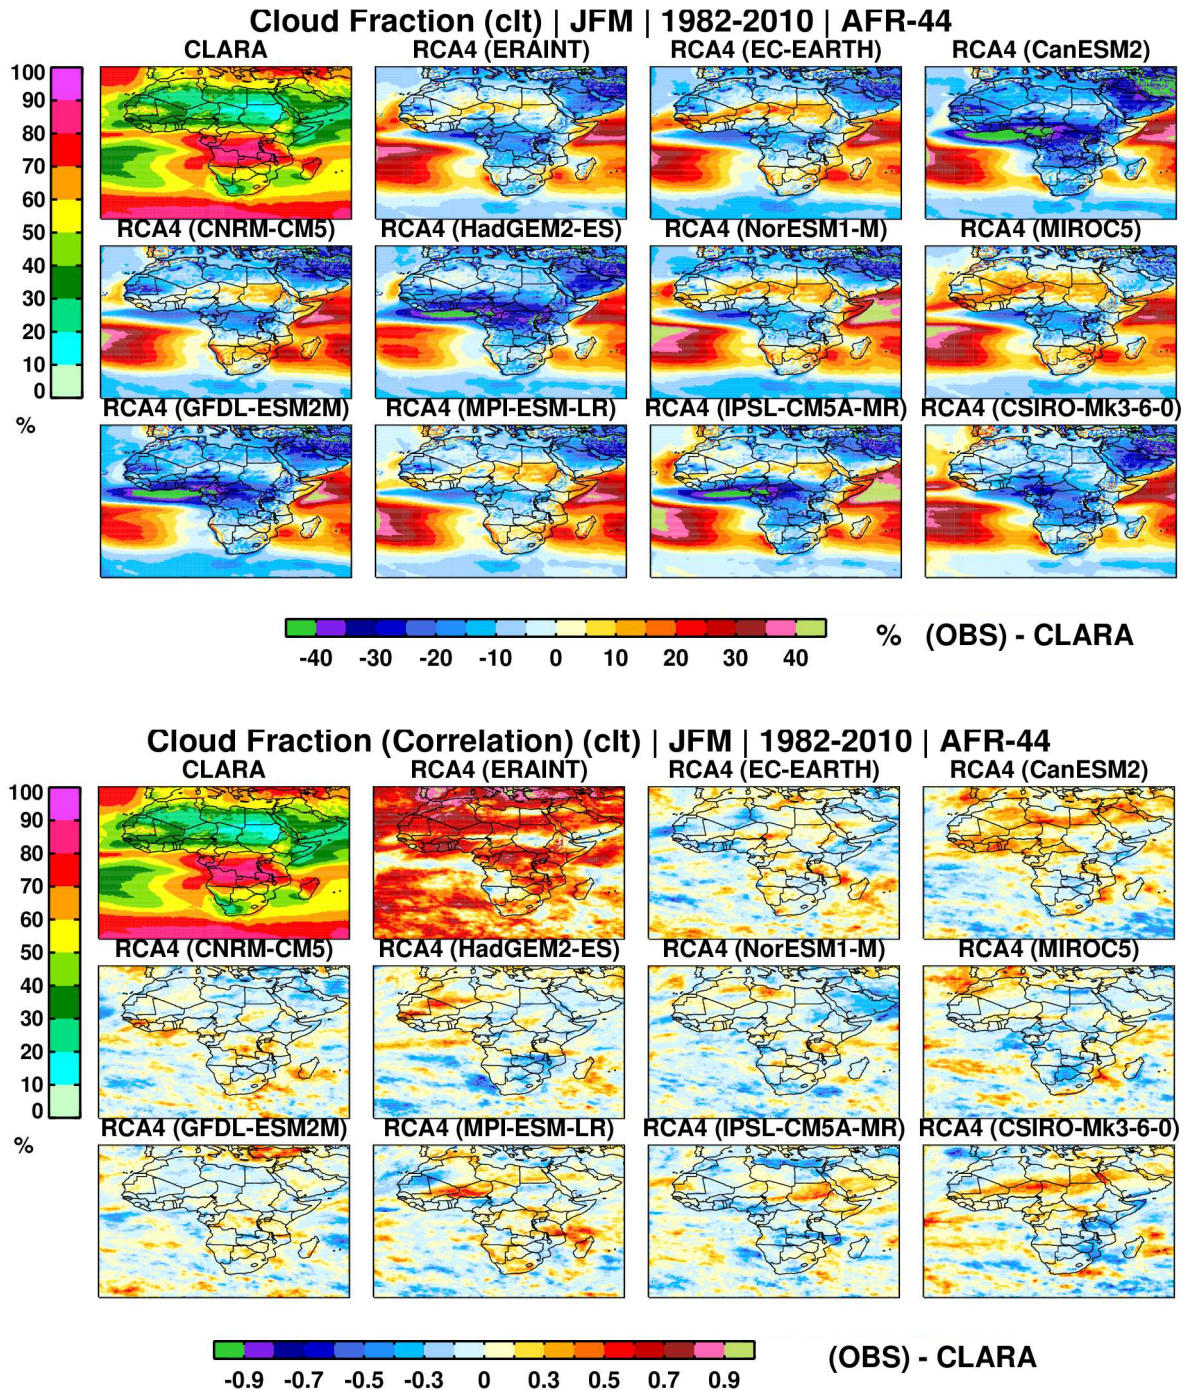 Cloud Fraction (clt) | JFM | 1982-2010 | AFR-44
CLARA RCA4 (ERAINT) RCA4 (EC-EARTH) RCA4 (CanESM2)
100
90
80
70
60
50
40
30
20
10
0
%
RCA4 (CNRM-CM5) RCA4 (HadGEM2-ES) RCA4 (NorESM1-M) RCA4 (MIROC5)
RCA4 (GFDL-ESM2M) RCA4 (MPI-ESM-LR) RCA4 (IPSL-CM5A-MR) RCA4 (CSIRO-Mk3-6-0)
-40 -30 -20 -10 0 10 20 30 40
% (OBS) - CLARA
Cloud Fraction (Correlation) (clt) | JFM | 1982-2010 | AFR-44
CLARA RCA4 (ERAINT) RCA4 (EC-EARTH) RCA4 (CanESM2)
100
90
80
70
60
50
40
30
20
10
0
%
RCA4 (CNRM-CM5) RCA4 (HadGEM2-ES) RCA4 (NorESM1-M) RCA4 (MIROC5)
RCA4 (GFDL-ESM2M) RCA4 (MPI-ESM-LR) RCA4 (IPSL-CM5A-MR) RCA4 (CSIRO-Mk3-6-0)
-0.9 -0.7 -0.5 -0.3 0 0.3 0.5 0.7 0.9
(OBS) - CLARA